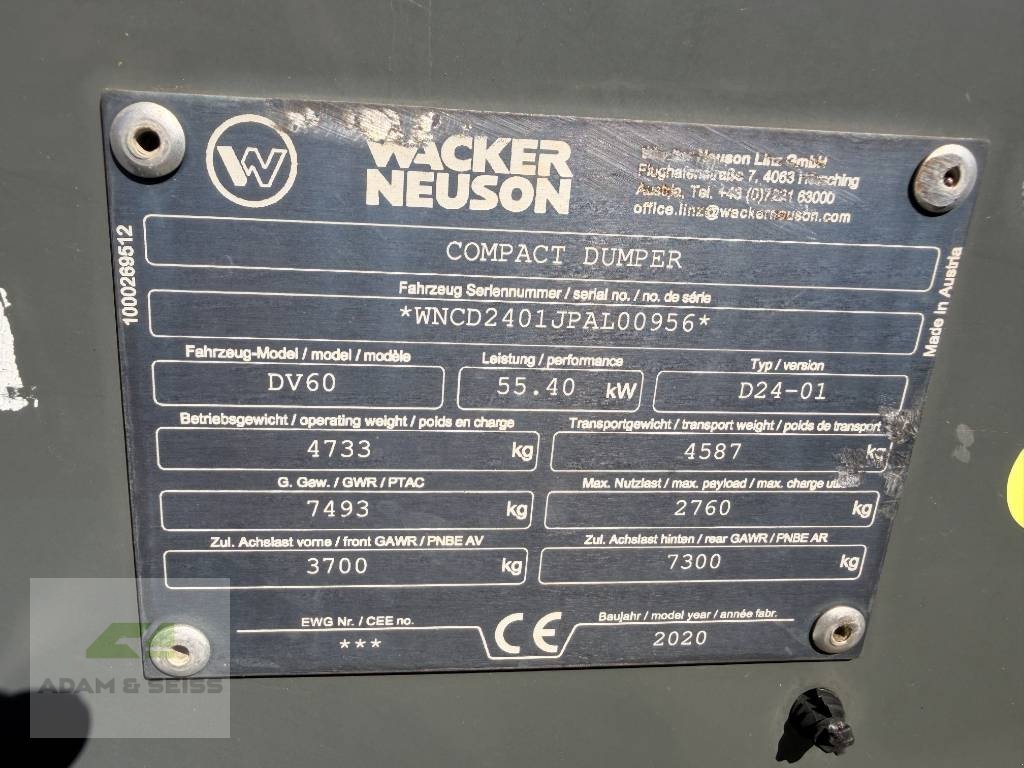 WACKER
NEUSON
Neuson Linz GmbH
Flughafenstraße 7, 4063 Hörsching
Austria, Tel. +43 (0)7221 63000
office.linz@wackerneuson.com
1000269512
COMPACT DUMPER
Made in Austria
Fahrzeug Seriennummer / serial no. / no. de série
*WNCD2401JPAL00956*
Fahrzeug-Model / model / modèle
DV60
Leistung / performance
55.40 kW
Typ / version
D24-01
Betriebsgewicht / operating weight / poids en charge
4733 kg
Transportgewicht / transport weight / poids de transport
4587 kg
G. Gew. / GWR / PTAC
7493 kg
Max. Nutzlast / max. payload / max. charge utile
2760 kg
Zul. Achslast vorne / front GAWR / PNBE AV
3700 kg
Zul. Achslast hinten / rear GAWR / PNBE AR
7300 kg
EWG Nr. / CEE no.
***
CE
Baujahr / model year / année fabr.
2020
ADAM & SEISS